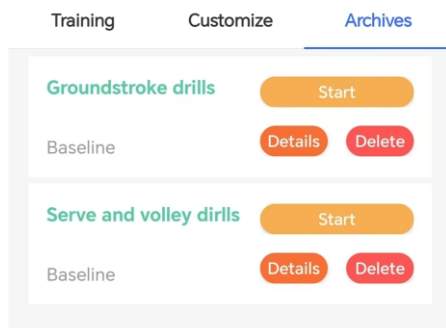 Training Customize Archives
Groundstroke drills Start
Baseline Details Delete
Serve and volley dirlls Start
Baseline Details Delete